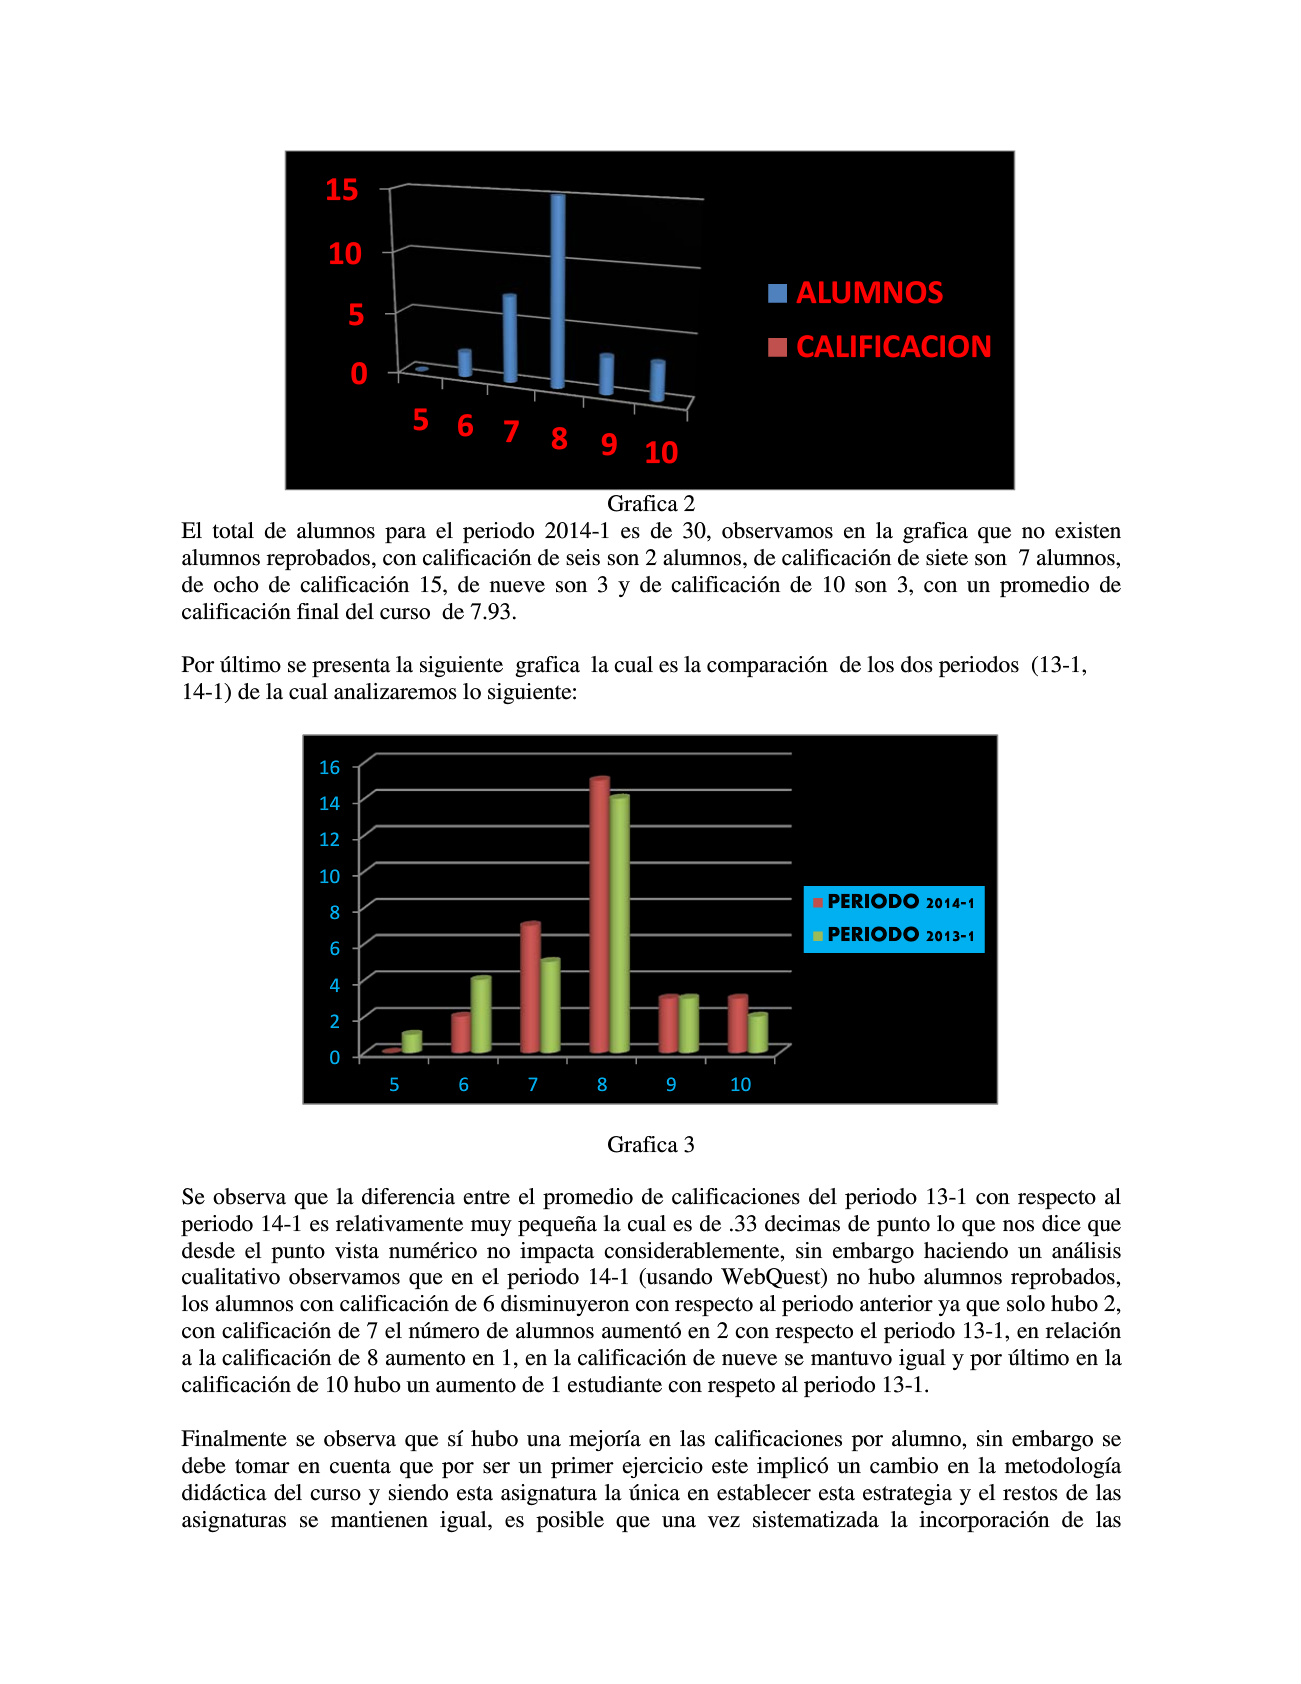 15
10
5
0
5 6 7 8 9 10
ALUMNOS
CALIFICACION
Grafica 2
El total de alumnos para el periodo 2014-1 es de 30, observamos en la grafica que no existen
alumnos reprobados, con calificación de seis son 2 alumnos, de calificación de siete son 7 alumnos,
de ocho de calificación 15, de nueve son 3 y de calificación de 10 son 3, con un promedio de
calificación final del curso de 7.93.
Por último se presenta la siguiente grafica la cual es la comparación de los dos periodos (13-1,
14-1) de la cual analizaremos lo siguiente:
16
14
12
10
8
6
4
2
0
5 6 7 8 9 10
PERIODO 2014-1
PERIODO 2013-1
Grafica 3
Se observa que la diferencia entre el promedio de calificaciones del periodo 13-1 con respecto al
periodo 14-1 es relativamente muy pequeña la cual es de .33 decimas de punto lo que nos dice que
desde el punto vista numérico no impacta considerablemente, sin embargo haciendo un análisis
cualitativo observamos que en el periodo 14-1 (usando WebQuest) no hubo alumnos reprobados,
los alumnos con calificación de 6 disminuyeron con respecto al periodo anterior ya que solo hubo 2,
con calificación de 7 el número de alumnos aumentó en 2 con respecto el periodo 13-1, en relación
a la calificación de 8 aumento en 1, en la calificación de nueve se mantuvo igual y por último en la
calificación de 10 hubo un aumento de 1 estudiante con respeto al periodo 13-1.
Finalmente se observa que sí hubo una mejoría en las calificaciones por alumno, sin embargo se
debe tomar en cuenta que por ser un primer ejercicio este implicó un cambio en la metodología
didáctica del curso y siendo esta asignatura la única en establecer esta estrategia y el restos de las
asignaturas se mantienen igual, es posible que una vez sistematizada la incorporación de las